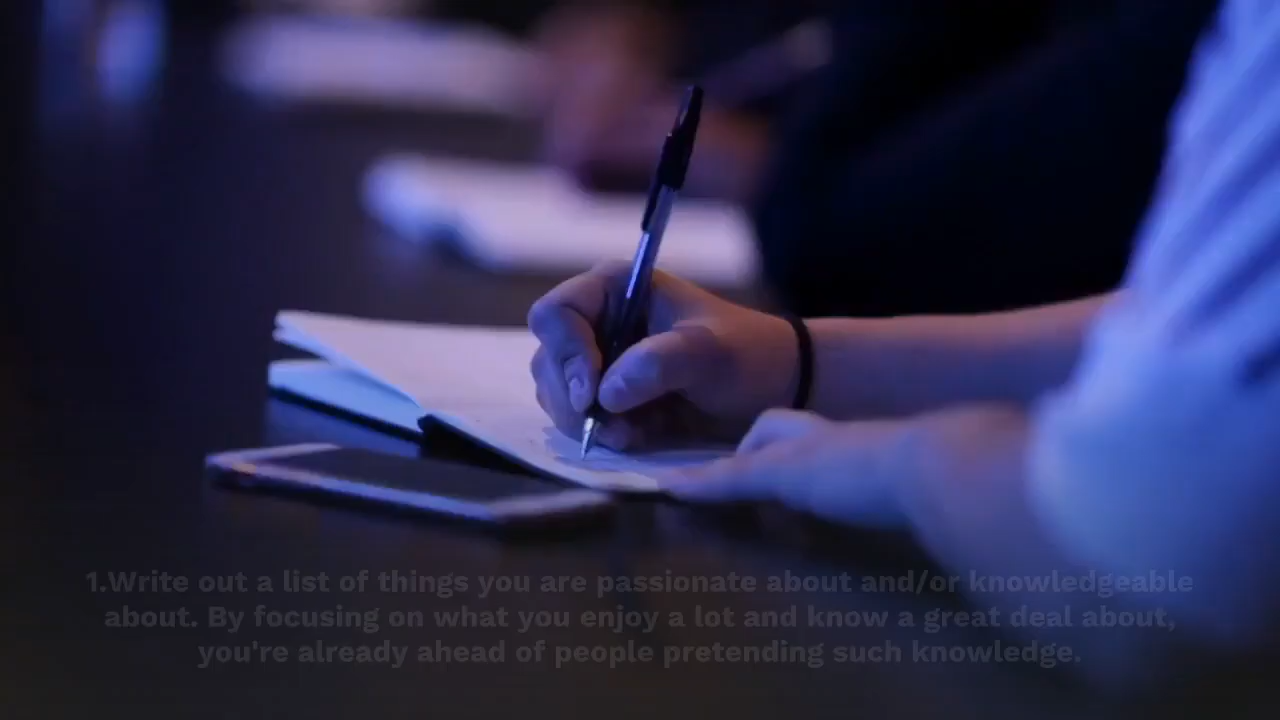 1.Write out a list of things you are passionate about and/or knowledgeable
about. By focusing on what you enjoy a lot and know a great deal about,
you're already ahead of people pretending such knowledge.